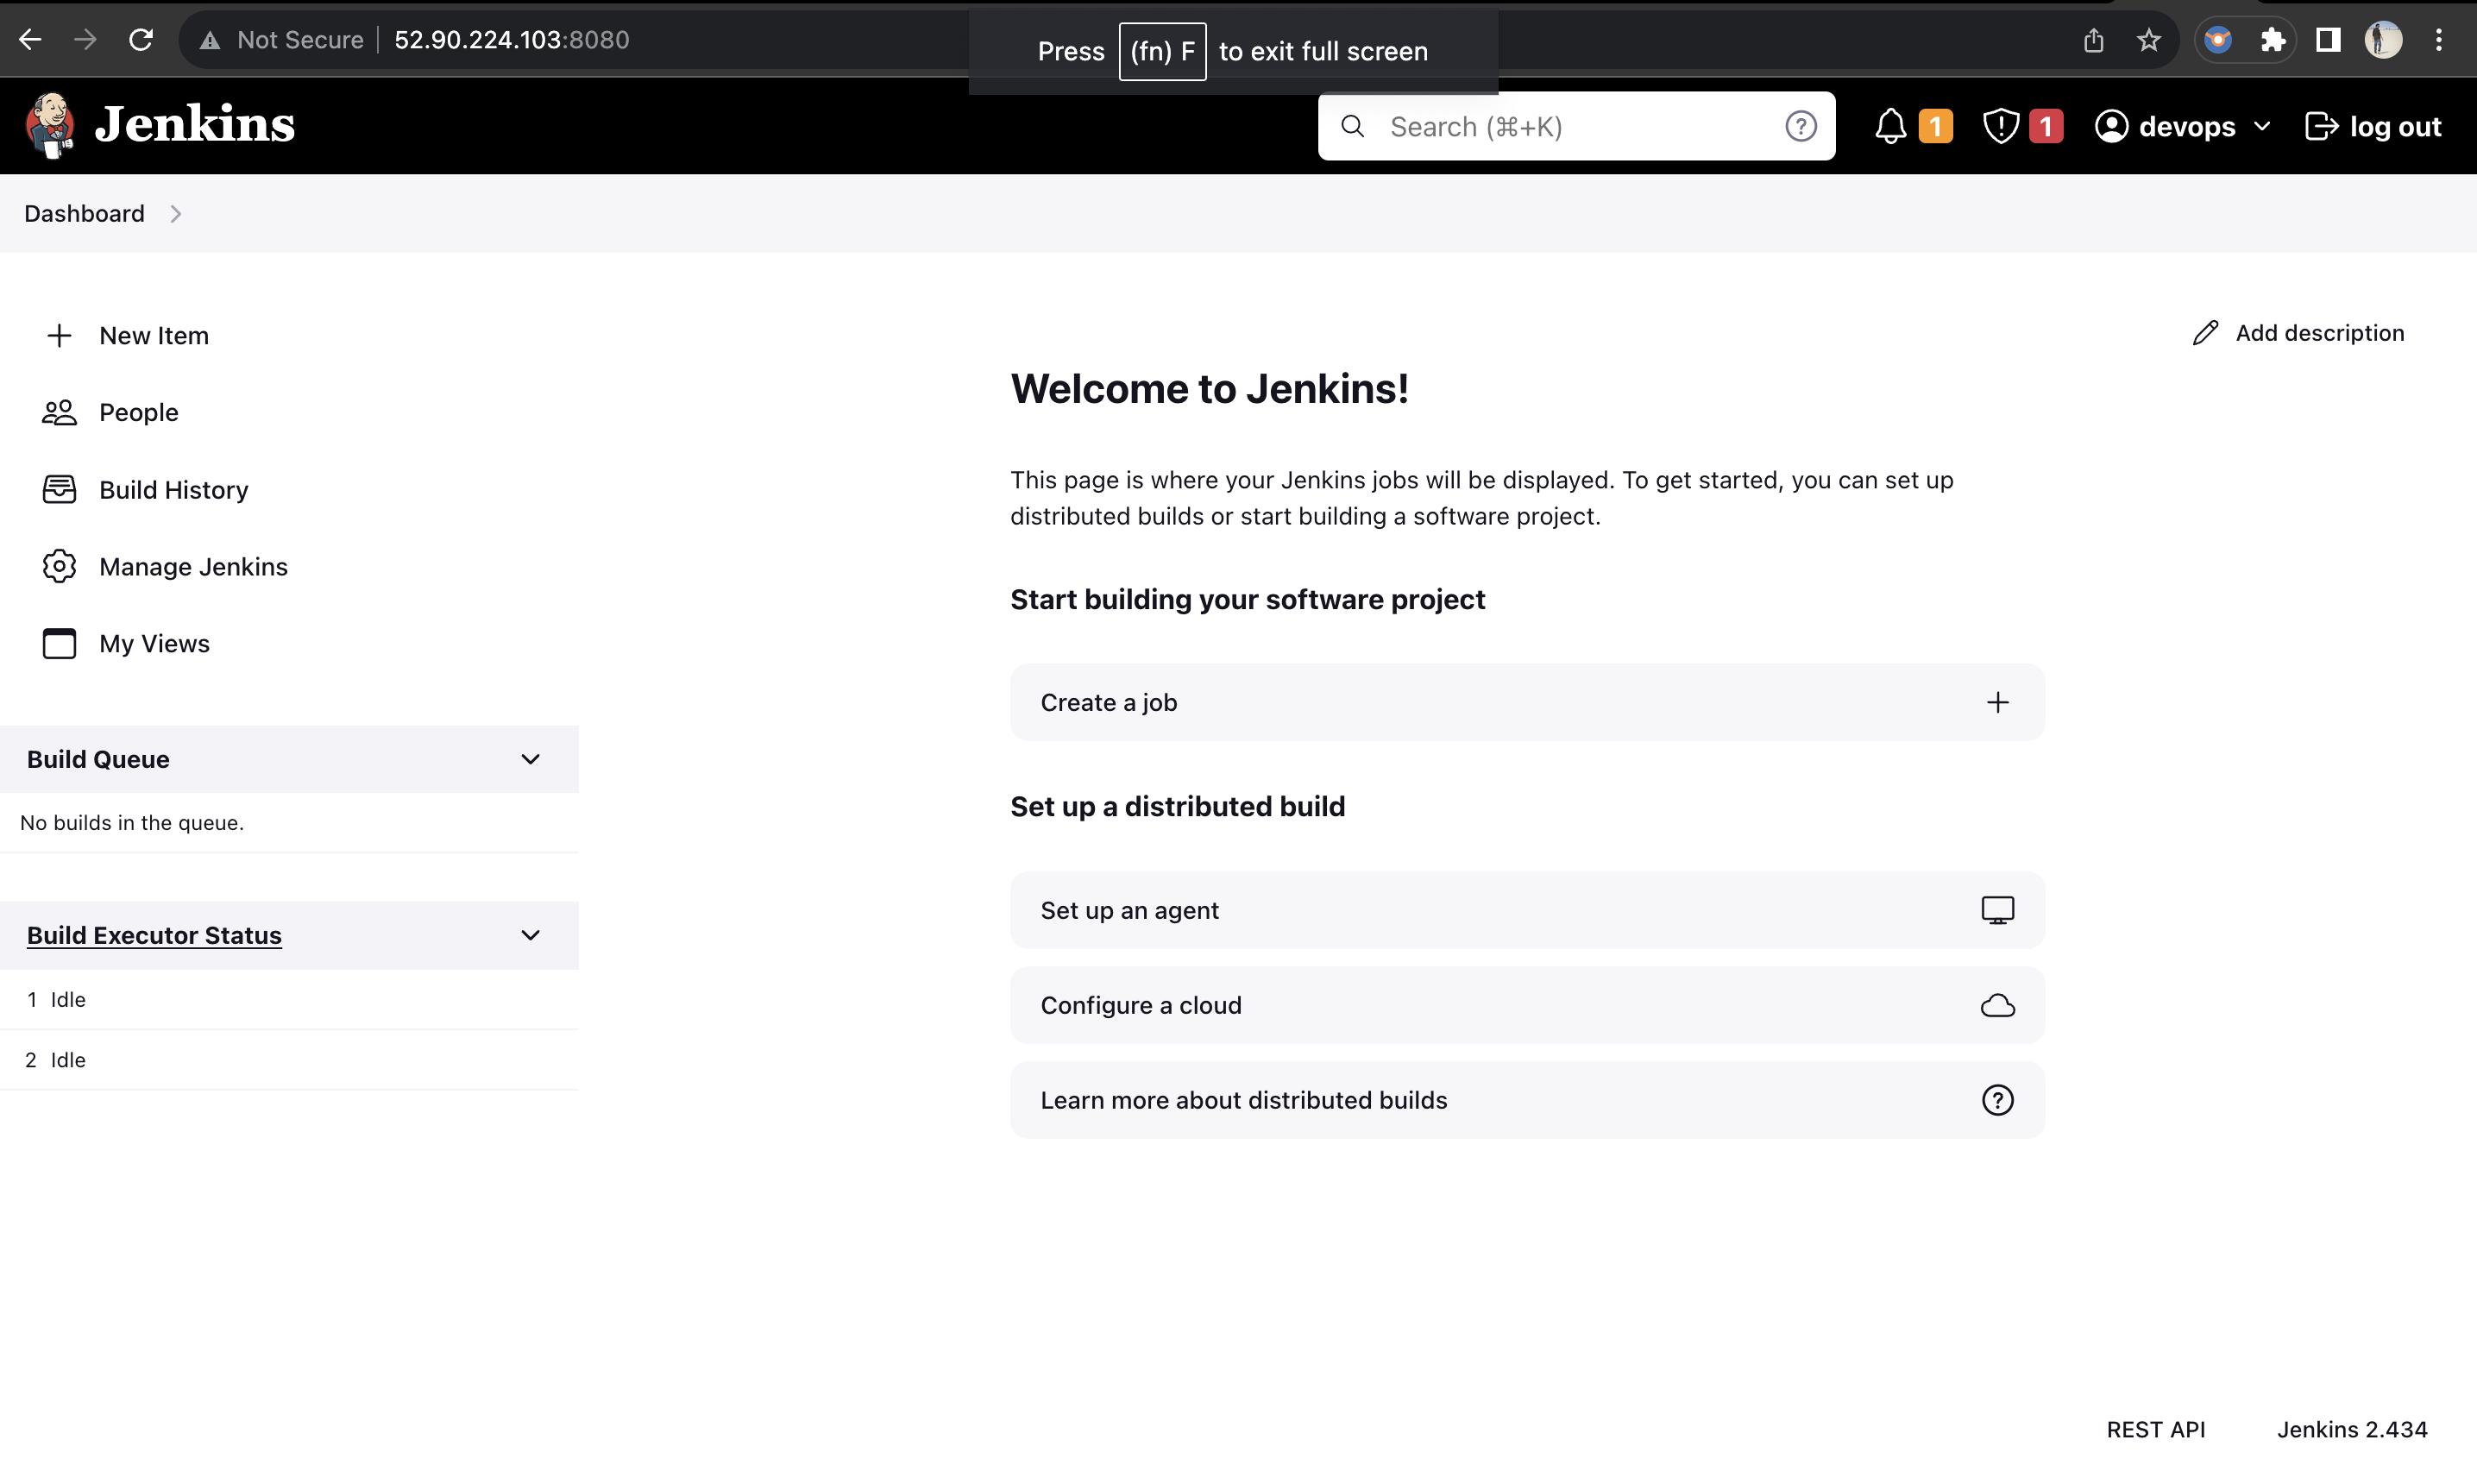 Not Secure 52.90.224.103:8080
Press (fn) F to exit full screen
Jenkins
Search (⌘+K)
1
1
devops
log out
Dashboard
New Item
People
Build History
Manage Jenkins
My Views
Build Queue
No builds in the queue.
Build Executor Status
1 Idle
2 Idle
Add description
Welcome to Jenkins!
This page is where your Jenkins jobs will be displayed. To get started, you can set up
distributed builds or start building a software project.
Start building your software project
Create a job
Set up a distributed build
Set up an agent
Configure a cloud
Learn more about distributed builds
REST API
Jenkins 2.434